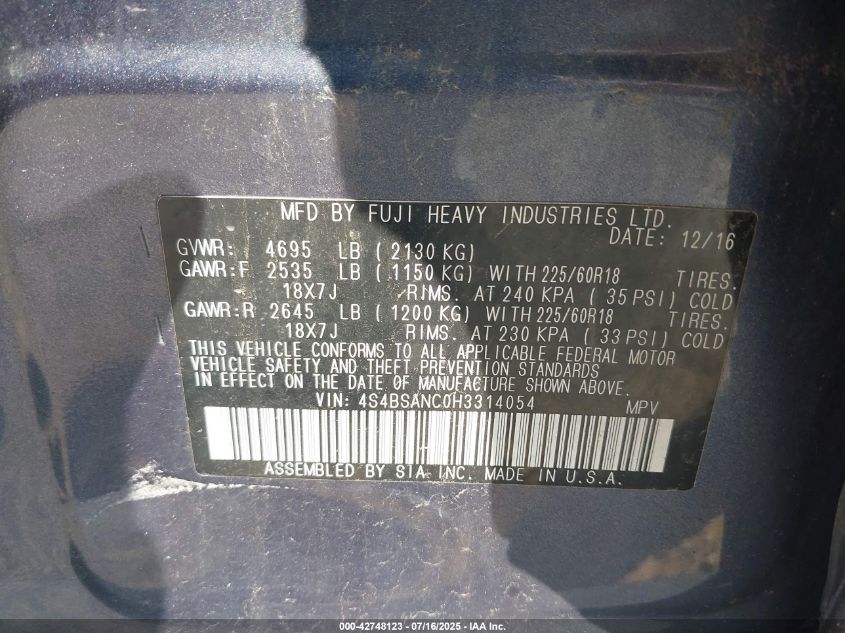 MFD BY FUJI HEAVY INDUSTRIES LTD.
DATE: 12/16
GVWR: 4695 LB ( 2130 KG)
GAWR:F 2535 LB ( 1150 KG) WITH 225/60R18 TIRES.
18X7J RIMS. AT 240 KPA ( 35 PSI) COLD
GAWR:R 2645 LB ( 1200 KG) WITH 225/60R18 TIRES.
18X7J RIMS. AT 230 KPA ( 33 PSI) COLD
THIS VEHICLE CONFORMS TO ALL APPLICABLE FEDERAL MOTOR
VEHICLE SAFETY AND THEFT PREVENTION STANDARDS
IN EFFECT ON THE DATE OF MANUFACTURE SHOWN ABOVE.
VIN: 4S4BSANC0H3314054 MPV
ASSEMBLED BY SIA INC. MADE IN U.S.A.
000-42748123 - 07/16/2025 - IAA Inc.